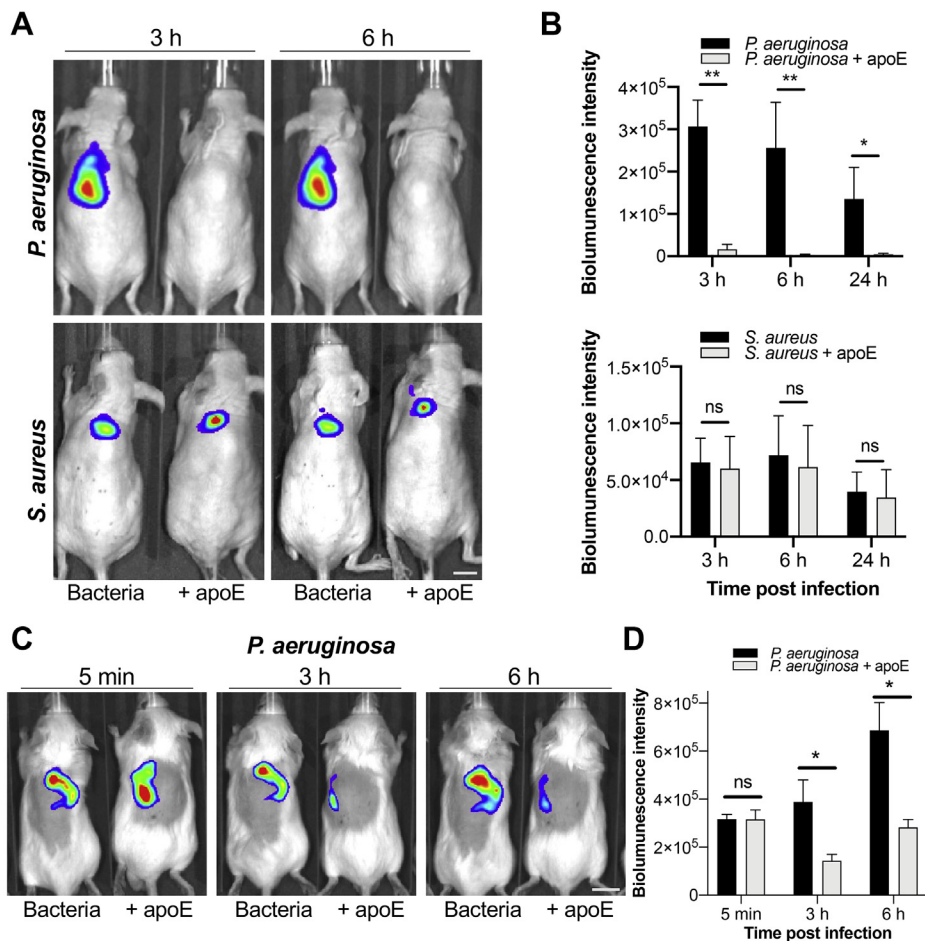 A
3 h
6 h
P. aeruginosa
S. aureus
Bacteria
+ apoE
Bacteria
+ apoE
B
P. aeruginosa
P. aeruginosa + apoE
Biolumunescence intensity
4×10⁵
3×10⁵
2×10⁵
1×10⁵
0
**
**
*
3 h
6 h
24 h
S. aureus
S. aureus + apoE
Biolumunescence intensity
1.5×10⁵
1.0×10⁵
5.0×10⁴
0.0
ns
ns
ns
3 h
6 h
24 h
Time post infection
C
P. aeruginosa
5 min
3 h
6 h
Bacteria
+ apoE
Bacteria
+ apoE
Bacteria
+ apoE
D
P. aeruginosa
P. aeruginosa + apoE
Biolumunescence intensity
8×10⁵
6×10⁵
4×10⁵
2×10⁵
0
ns
*
*
5 min
3 h
6 h
Time post infection